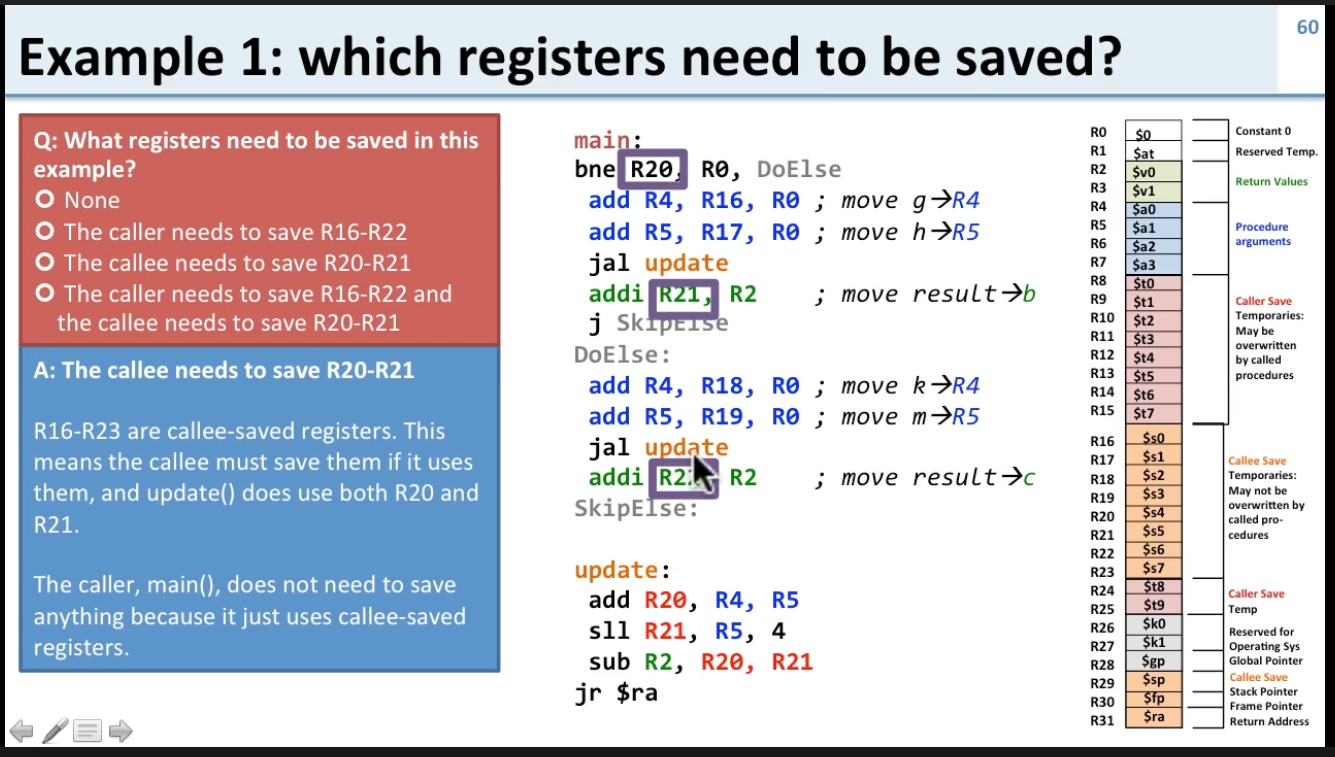 60
Example 1: which registers need to be saved?
Q: What registers need to be saved in this
example?
None
The caller needs to save R16-R22
The callee needs to save R20-R21
The caller needs to save R16-R22 and
the callee needs to save R20-R21
A: The callee needs to save R20-R21
R16-R23 are callee-saved registers. This
means the callee must save them if it uses
them, and update() does use both R20 and
R21.
The caller, main(), does not need to save
anything because it just uses callee-saved
registers.
main:
bne R20, R0, DoElse
add R4, R16, R0 ; move g→R4
add R5, R17, R0 ; move h→R5
jal update
addi R21, R2 ; move result→b
j SkipElse
DoElse:
add R4, R18, R0 ; move k→R4
add R5, R19, R0 ; move m→R5
jal update
addi R2 ; move result→c
SkipElse:
update:
add R20, R4, R5
sll R21, R5, 4
sub R2, R20, R21
jr $ra
R0 $0
R1 $at
R2 $v0
R3 $v1
R4 $a0
R5 $a1
R6 $a2
R7 $a3
R8 $t0
R9 $t1
R10 $t2
R11 $t3
R12 $t4
R13 $t5
R14 $t6
R15 $t7
R16 $s0
R17 $s1
R18 $s2
R19 $s3
R20 $s4
R21 $s5
R22 $s6
R23 $s7
R24 $t8
R25 $t9
R26 $k0
R27 $k1
R28 $gp
R29 $sp
R30 $fp
R31 $ra
Constant 0
Reserved Temp.
Return Values
Procedure
arguments
Caller Save
Temporaries:
May be
overwritten
by called
procedures
Callee Save
Temporaries:
May not be
overwritten by
called pro-
cedures
Caller Save
Temp
Reserved for
Operating Sys
Global Pointer
Callee Save
Stack Pointer
Frame Pointer
Return Address